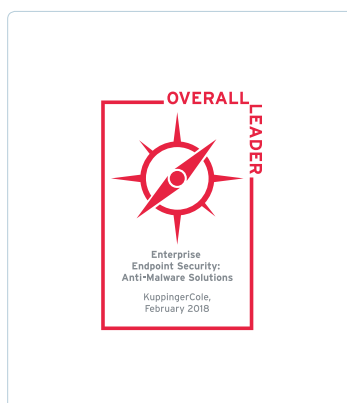 OVERALL
LEADER
Enterprise
Endpoint Security:
Anti-Malware Solutions
KuppingerCole,
February 2018